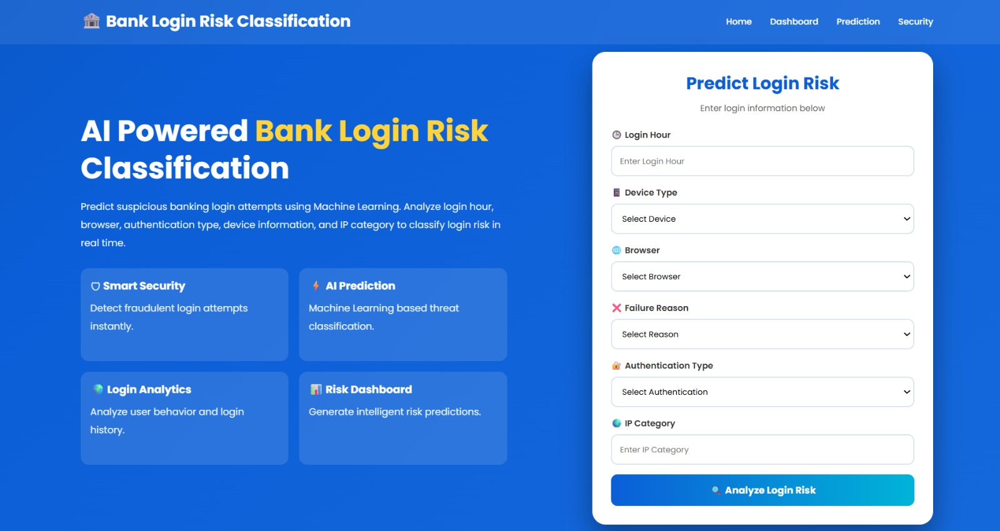 Bank Login Risk Classification
Home Dashboard Prediction Security
AI Powered Bank Login Risk
Classification
Predict suspicious banking login attempts using Machine Learning. Analyze login hour,
browser, authentication type, device information, and IP category to classify login risk in
real time.
Smart Security
Detect fraudulent login attempts
instantly.
AI Prediction
Machine Learning based threat
classification.
Login Analytics
Analyze user behavior and login
history.
Risk Dashboard
Generate intelligent risk predictions.
Predict Login Risk
Enter login information below
Login Hour
Enter Login Hour
Device Type
Select Device
Browser
Select Browser
Failure Reason
Select Reason
Authentication Type
Select Authentication
IP Category
Enter IP Category
Analyze Login Risk